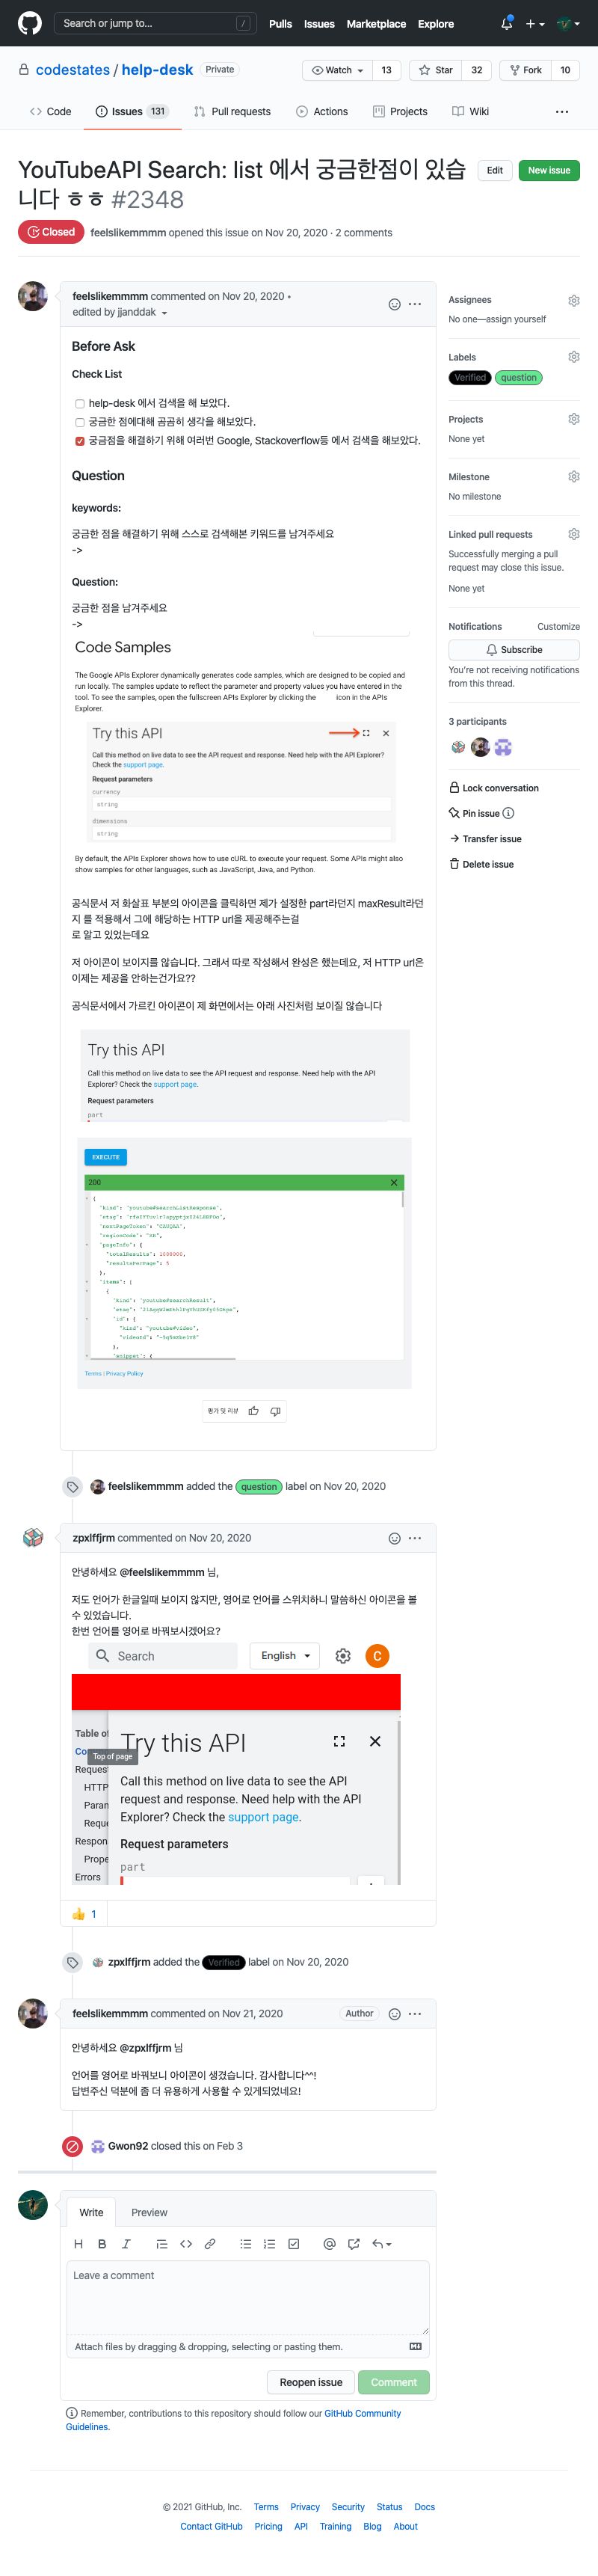 Search or jump to...
/
Pulls Issues Marketplace Explore
codestates / help-desk Private
Watch 13
Star 32
Fork 10
Code
Issues 131
Pull requests
Actions
Projects
Wiki
YouTubeAPI Search: list 에서 궁금한점이 있습
니다 ㅎㅎ #2348
Edit
New issue
Closed
feelslikemmmm opened this issue on Nov 20, 2020 · 2 comments
feelslikemmmm commented on Nov 20, 2020 •
edited by jjanddak
Before Ask
Check List
help-desk 에서 검색을 해 보았다.
궁금한 점에대해 곰곰히 생각을 해보았다.
궁금점을 해결하기 위해 여러번 Google, Stackoverflow등 에서 검색을 해보았다.
Question
keywords:
궁금한 점을 해결하기 위해 스스로 검색해본 키워드를 남겨주세요
->
Question:
궁금한 점을 남겨주세요
->
Code Samples
The Google APIs Explorer dynamically generates code samples, which are designed to be copied and
run locally. The samples update to reflect the parameter and property values you have entered in the
tool. To see the samples, open the fullscreen APIs Explorer by clicking the icon in the APIs
Explorer.
Try this API
Call this method on live data to see the API request and response. Need help with the API Explorer?
Check the support page.
Request parameters
currency
string
dimensions
string
By default, the APIs Explorer shows how to use cURL to execute your request. Some APIs might also
show samples for other languages, such as JavaScript, Java, and Python.
공식문서 저 화살표 부분의 아이콘을 클릭하면 제가 설정한 part라던지 maxResult라던
지 를 적용해서 그에 해당하는 HTTP url을 제공해주는걸
로 알고 있었는데요
저 아이콘이 보이지를 않습니다. 그래서 따로 작성해서 완성은 했는데요, 저 HTTP url은
이제는 제공을 안하는건가요??
공식문서에서 가르킨 아이콘이 제 화면에서는 아래 사진처럼 보이질 않습니다
Try this API
Call this method on live data to see the API request and response. Need help with the API
Explorer? Check the support page.
Request parameters
part
EXECUTE
200
{
"kind": "youtube#searchListResponse",
"nextPageToken": "CAUQAA",
"regionCode": "KR",
"pageInfo": {
"totalResults": 1000000,
"resultsPerPage": 5
},
"items": [
{
"kind": "youtube#searchResult",
"id": {
"kind": "youtube#video",
},
"snippet": {
Terms | Privacy Policy
평가 및 리뷰
feelslikemmmm added the question label on Nov 20, 2020
zpxlffjrm commented on Nov 20, 2020
안녕하세요 @feelslikemmmm 님,
저도 언어가 한글일때 보이지 않지만, 영어로 언어를 스위치하니 말씀하신 아이콘을 볼
수 있었습니다.
한번 언어를 영어로 바꿔보시겠어요?
Search
English
C
Table of
Co
Top of page
Reques
HTTP
Paran
Reque
Respon
Prope
Errors
Try this API
Call this method on live data to see the API
request and response. Need help with the API
Explorer? Check the support page.
Request parameters
part
1
zpxlffjrm added the Verified label on Nov 20, 2020
feelslikemmmm commented on Nov 21, 2020
Author
안녕하세요 @zpxlffjrm 님
언어를 영어로 바꿔보니 아이콘이 생겼습니다. 감사합니다^^!
답변주신 덕분에 좀 더 유용하게 사용할 수 있게되었네요!
Gwon92 closed this on Feb 3
Write
Preview
Leave a comment
Attach files by dragging & dropping, selecting or pasting them.
Reopen issue
Comment
Remember, contributions to this repository should follow our GitHub Community
Guidelines.
Assignees
No one—assign yourself
Labels
Verified
question
Projects
None yet
Milestone
No milestone
Linked pull requests
Successfully merging a pull
request may close this issue.
None yet
Notifications
Customize
Subscribe
You're not receiving notifications
from this thread.
3 participants
Lock conversation
Pin issue
Transfer issue
Delete issue
© 2021 GitHub, Inc. Terms Privacy Security Status Docs
Contact GitHub Pricing API Training Blog About